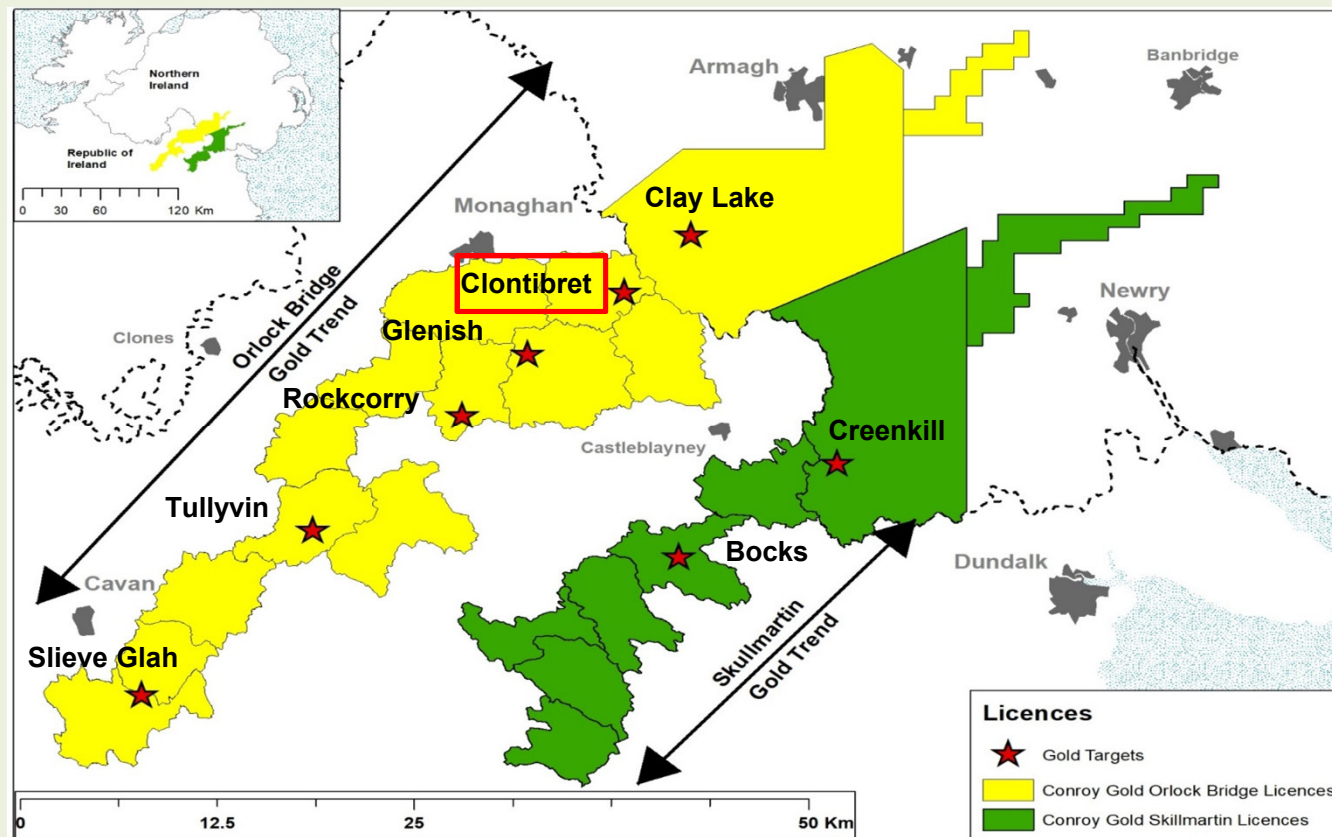 Northern
Ireland
Republic of
Ireland
0 30 60 120 Km
Armagh
Banbridge
Monaghan
Clay Lake
Clontibret
Newry
Glenish
Clones
Orlock Bridge
Gold Trend
Rockcorry
Castleblayney
Creenkill
Tullyvin
Bocks
Dundalk
Cavan
Slieve Glah
Skullmartin
Gold Trend
Licences
Gold Targets
Conroy Gold Orlock Bridge Licences
Conroy Gold Skillmartin Licences
0 12.5 25 50 Km